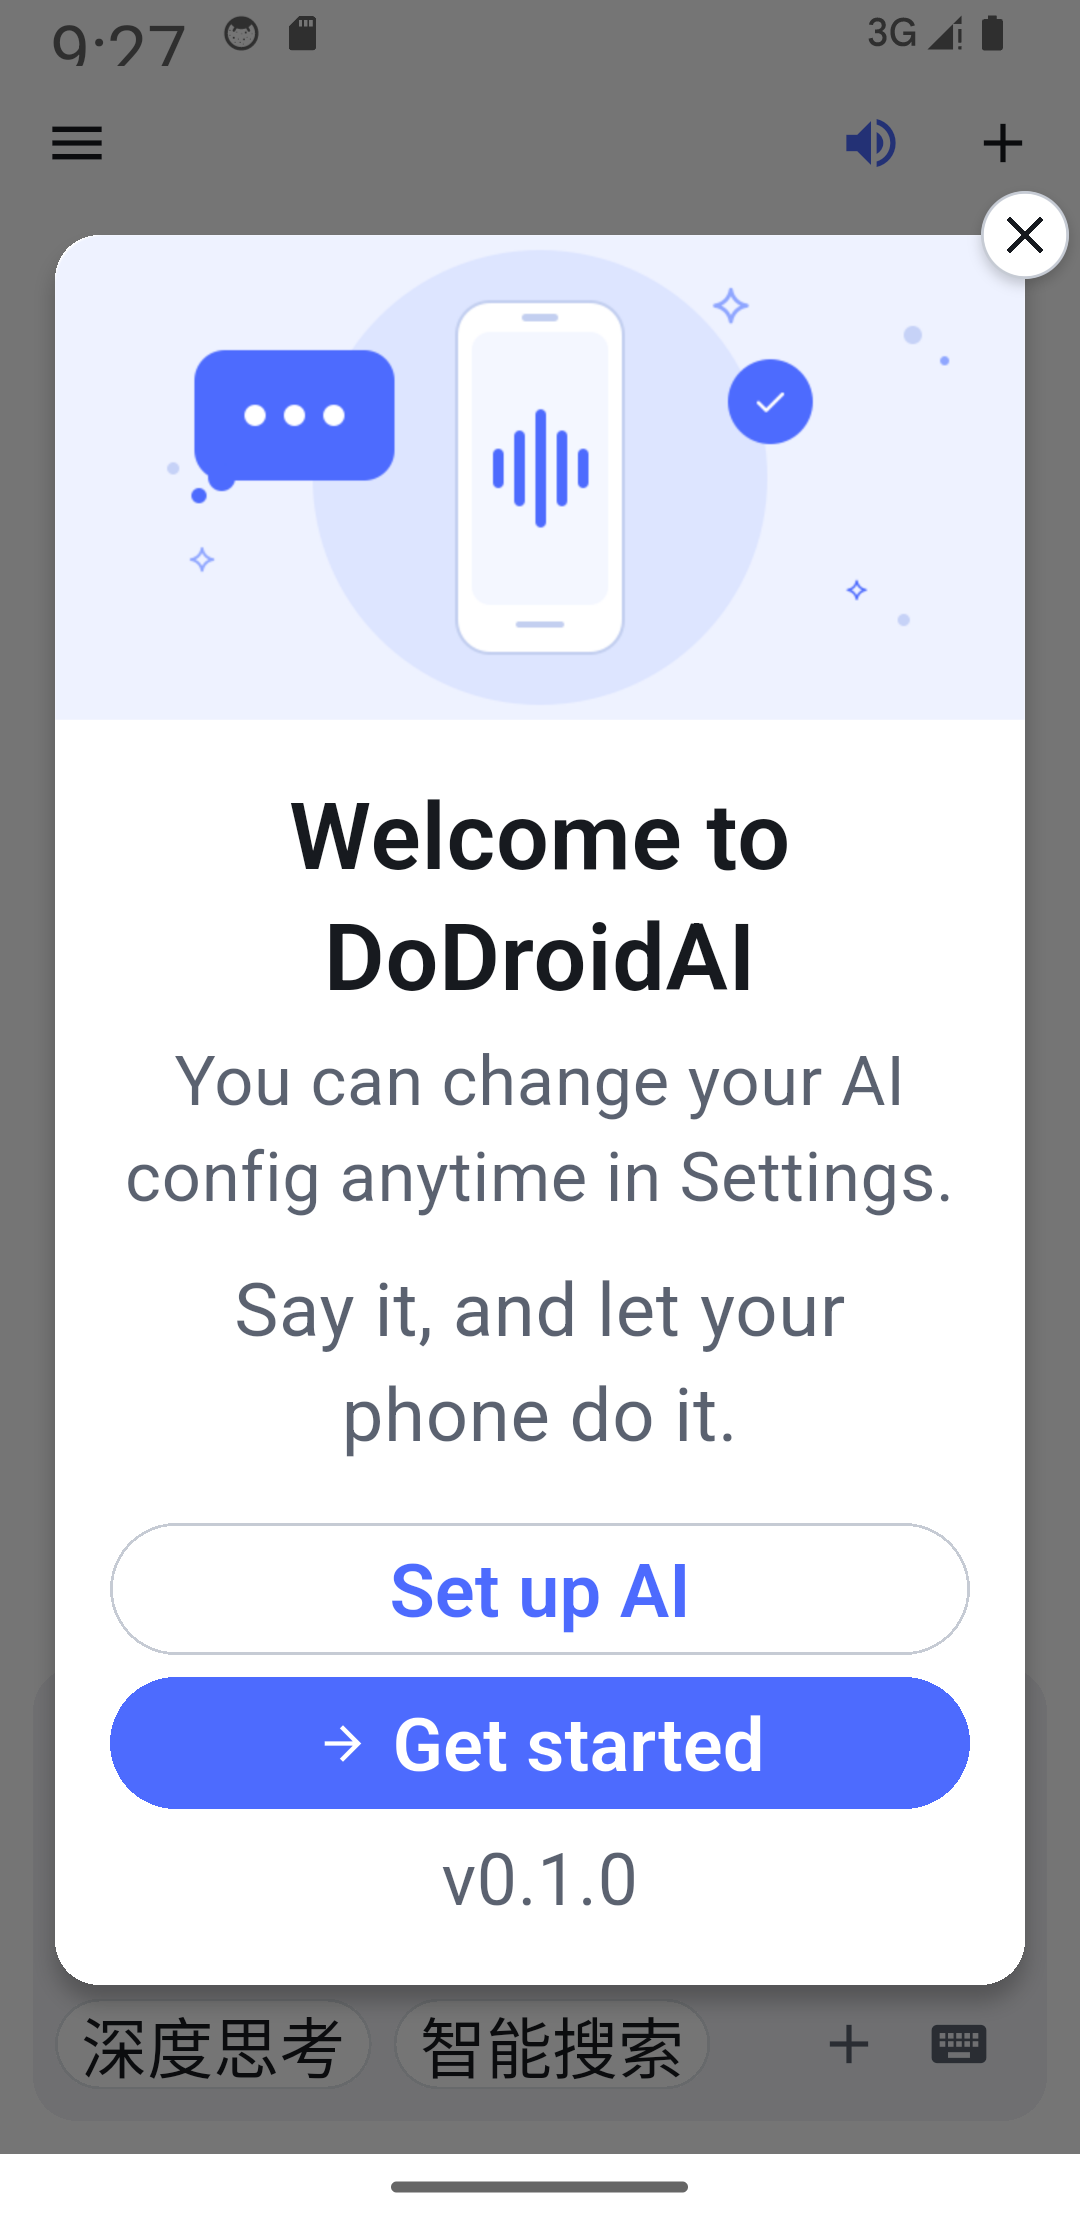 9:27
3G
Welcome to
DoDroidAI
You can change your AI
config anytime in Settings.
Say it, and let your
phone do it.
Set up AI
Get started
v0.1.0
深度思考 智能搜索